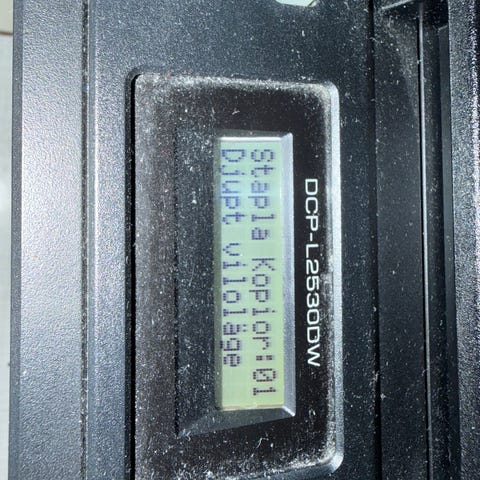 DCP-L2530DW
Stapla Kopior:01
Djupt viloläge